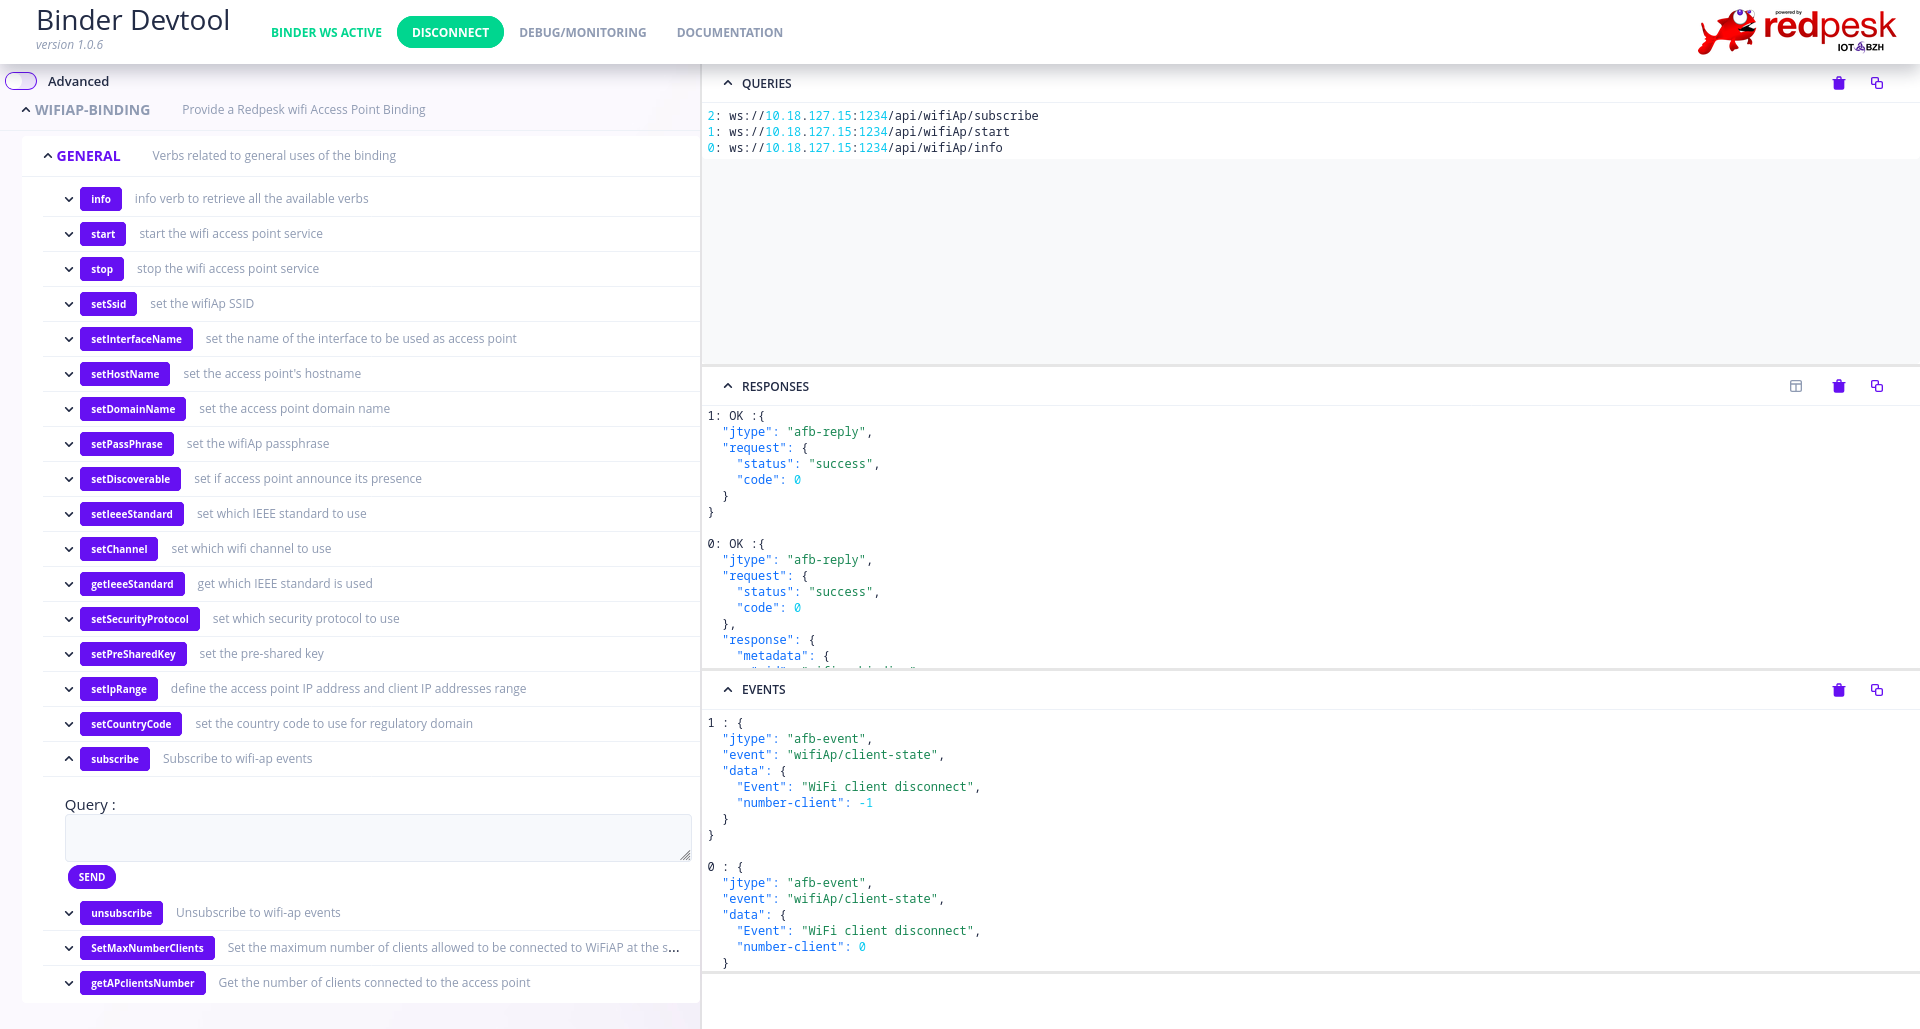 Binder Devtool
version 1.0.6
BINDER WS ACTIVE
DISCONNECT
DEBUG/MONITORING
DOCUMENTATION
powered by
redpesk
IOT BZH
Advanced
WIFIAP-BINDING Provide a Redpesk wifi Access Point Binding
GENERAL Verbs related to general uses of the binding
info info verb to retrieve all the available verbs
start start the wifi access point service
stop stop the wifi access point service
setSsid set the wifiAp SSID
setInterfaceName set the name of the interface to be used as access point
setHostName set the access point's hostname
setDomainName set the access point domain name
setPassPhrase set the wifiAp passphrase
setDiscoverable set if access point announce its presence
setIeeeStandard set which IEEE standard to use
setChannel set which wifi channel to use
getIeeeStandard get which IEEE standard is used
setSecurityProtocol set which security protocol to use
setPreSharedKey set the pre-shared key
setIpRange define the access point IP address and client IP addresses range
setCountryCode set the country code to use for regulatory domain
subscribe Subscribe to wifi-ap events
Query :
SEND
unsubscribe Unsubscribe to wifi-ap events
SetMaxNumberClients Set the maximum number of clients allowed to be connected to WiFiAP at the s...
getAPclientsNumber Get the number of clients connected to the access point
QUERIES
2: ws://10.18.127.15:1234/api/wifiAp/subscribe
1: ws://10.18.127.15:1234/api/wifiAp/start
0: ws://10.18.127.15:1234/api/wifiAp/info
RESPONSES
1: OK :{
"jtype": "afb-reply",
"request": {
"status": "success",
"code": 0
}
}
0: OK :{
"jtype": "afb-reply",
"request": {
"status": "success",
"code": 0
},
"response": {
"metadata": {
EVENTS
1 : {
"jtype": "afb-event",
"event": "wifiAp/client-state",
"data": {
"Event": "WiFi client disconnect",
"number-client": -1
}
}
0 : {
"jtype": "afb-event",
"event": "wifiAp/client-state",
"data": {
"Event": "WiFi client disconnect",
"number-client": 0
}